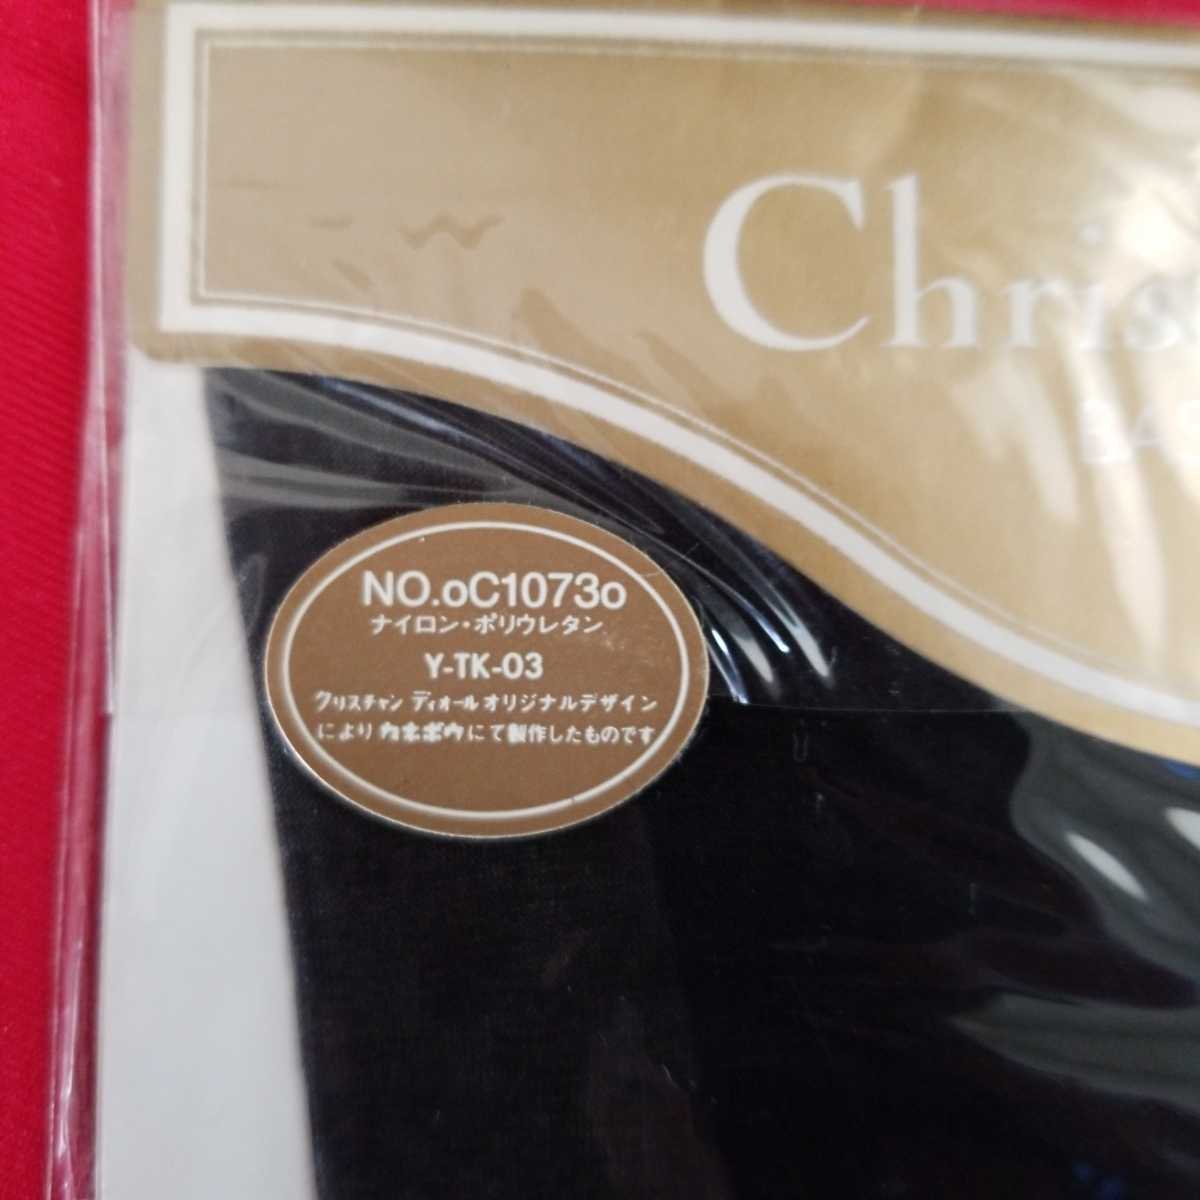 Chris
BAS
NO.oC1073o
ナイロン・ポリウレタン
Y-TK-03
クリスチャン ディオールオリジナルデザイン
によりカネボウにて製作したものです